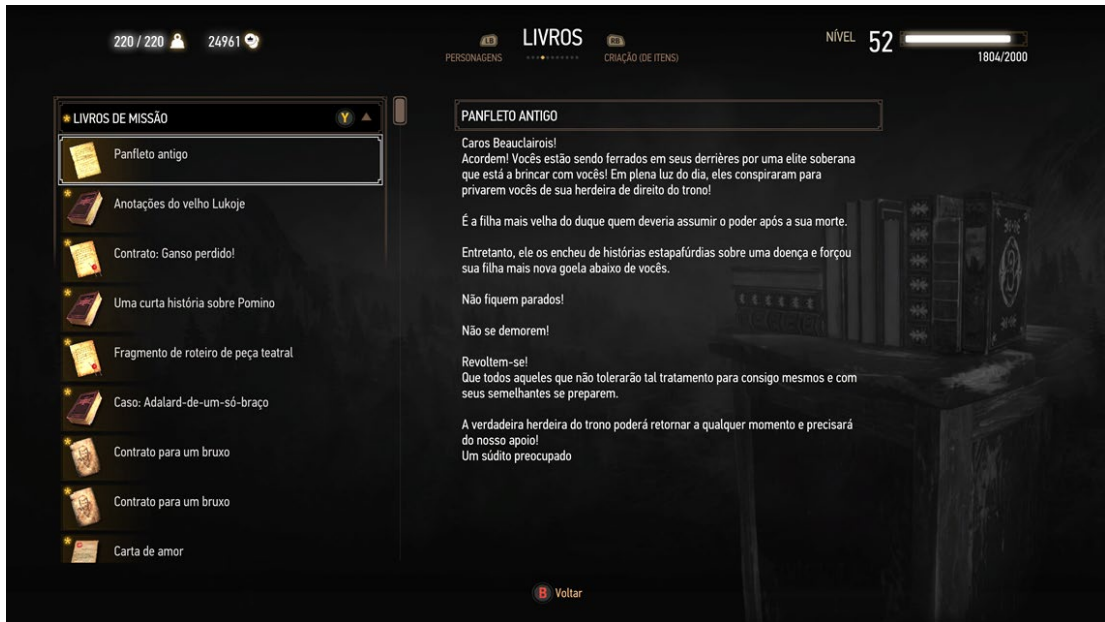 220 / 220
24961
LB
LIVROS
RB
PERSONAGENS
CRIAÇÃO (DE ITENS)
NÍVEL
52
1804/2000
LIVROS DE MISSÃO
Y
Panfleto antigo
Anotações do velho Lukoje
Contrato: Ganso perdido!
Uma curta história sobre Pomino
Fragmento de roteiro de peça teatral
Caso: Adalard-de-um-só-braço
Contrato para um bruxo
Contrato para um bruxo
Carta de amor
PANFLETO ANTIGO
Caros Beauclairois!
Acordem! Vocês estão sendo ferrados em seus derrières por uma elite soberana
que está a brincar com vocês! Em plena luz do dia, eles conspiraram para
privarem vocês de sua herdeira de direito do trono!
É a filha mais velha do duque quem deveria assumir o poder após a sua morte.
Entretanto, ele os encheu de histórias estapafúrdias sobre uma doença e forçou
sua filha mais nova goela abaixo de vocês.
Não fiquem parados!
Não se demorem!
Revoltem-se!
Que todos aqueles que não tolerarão tal tratamento para consigo mesmos e com
seus semelhantes se preparem.
A verdadeira herdeira do trono poderá retornar a qualquer momento e precisará
do nosso apoio!
Um súdito preocupado
B Voltar